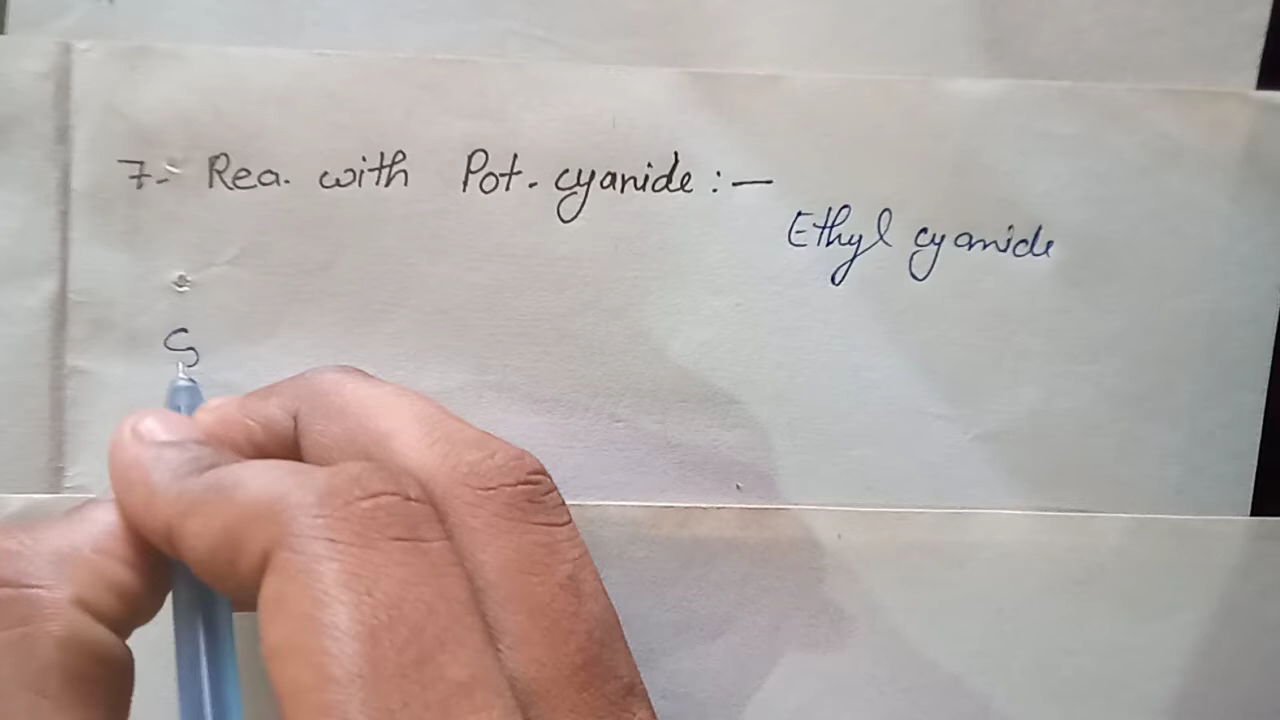 7- Rea. with Pot. cyanide :-
Ethyl cyanide